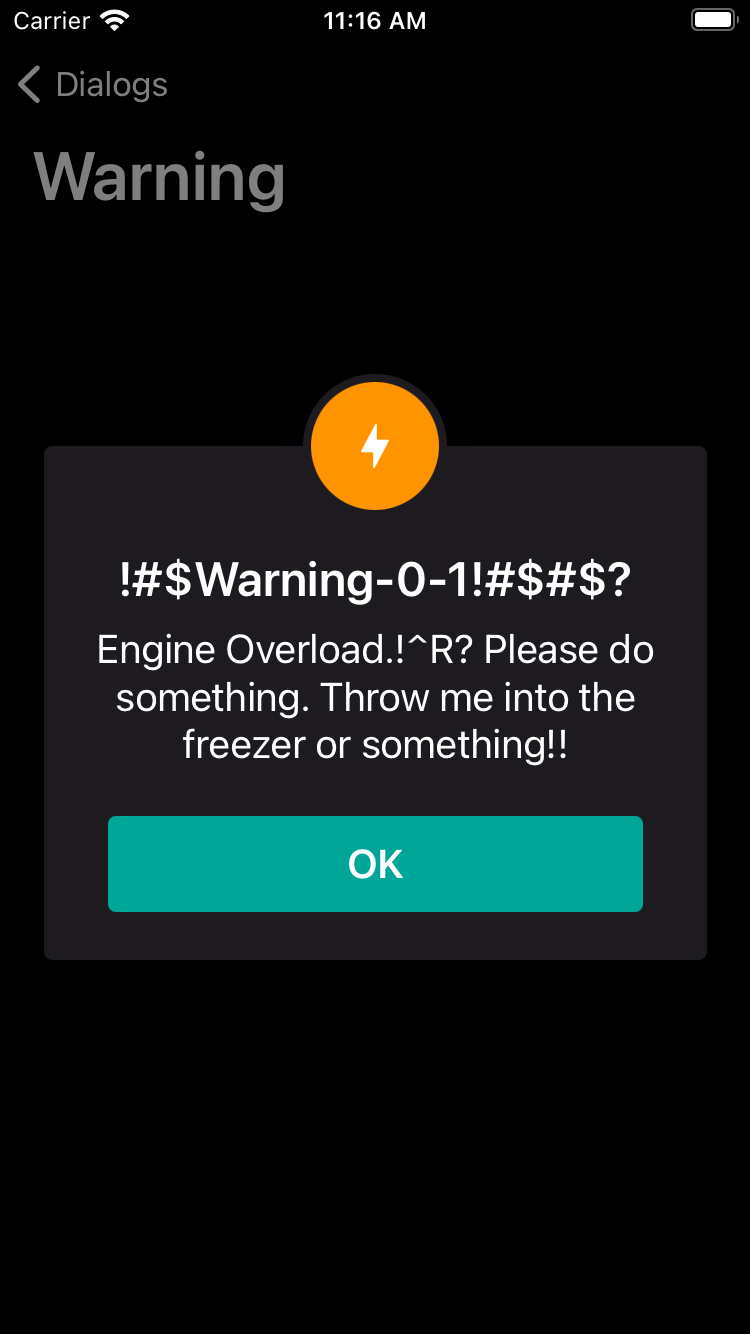 Carrier 11:16 AM
Dialogs
Warning
!#$Warning-0-1!#$#$?
Engine Overload.!^R? Please do
something. Throw me into the
freezer or something!!
OK